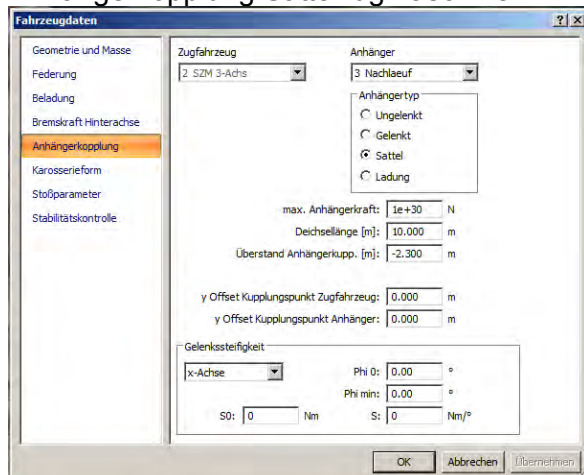 Fahrzeugdaten
Geometrie und Masse
Federung
Beladung
Bremskraft Hinterachse
Anhängerkopplung
Karosserieform
Stoßparameter
Stabilitätskontrolle
Zugfahrzeug
2 SZM 3-Achs
Anhänger
3 Nachlaeuf
Anhängertyp
Ungelenkt
Gelenkt
Sattel
Ladung
max. Anhängerkraft: 1e+30 N
Deichsellänge [m]: 10.000 m
Überstand Anhängerkupp. [m]: -2.300 m
y Offset Kupplungspunkt Zugfahrzeug: 0.000 m
y Offset Kupplungspunkt Anhänger: 0.000 m
Gelenkssteifigkeit
x-Achse
Phi 0: 0.00 °
Phi min: 0.00 °
S0: 0 Nm S: 0 Nm/°
OK Abbrechen Übernehmen